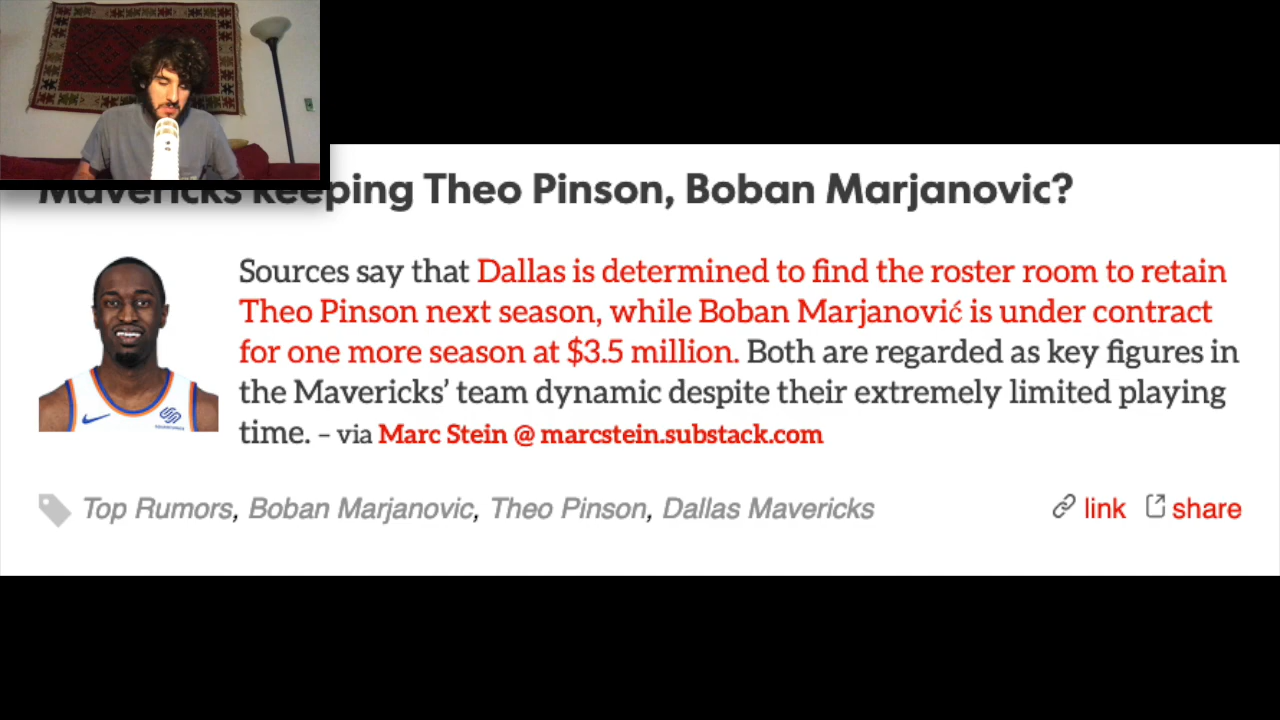 Mavericks keeping Theo Pinson, Boban Marjanovic?
Sources say that Dallas is determined to find the roster room to retain
Theo Pinson next season, while Boban Marjanović is under contract
for one more season at $3.5 million. Both are regarded as key figures in
the Mavericks’ team dynamic despite their extremely limited playing
time. – via Marc Stein @ marcstein.substack.com
Top Rumors, Boban Marjanovic, Theo Pinson, Dallas Mavericks
link share